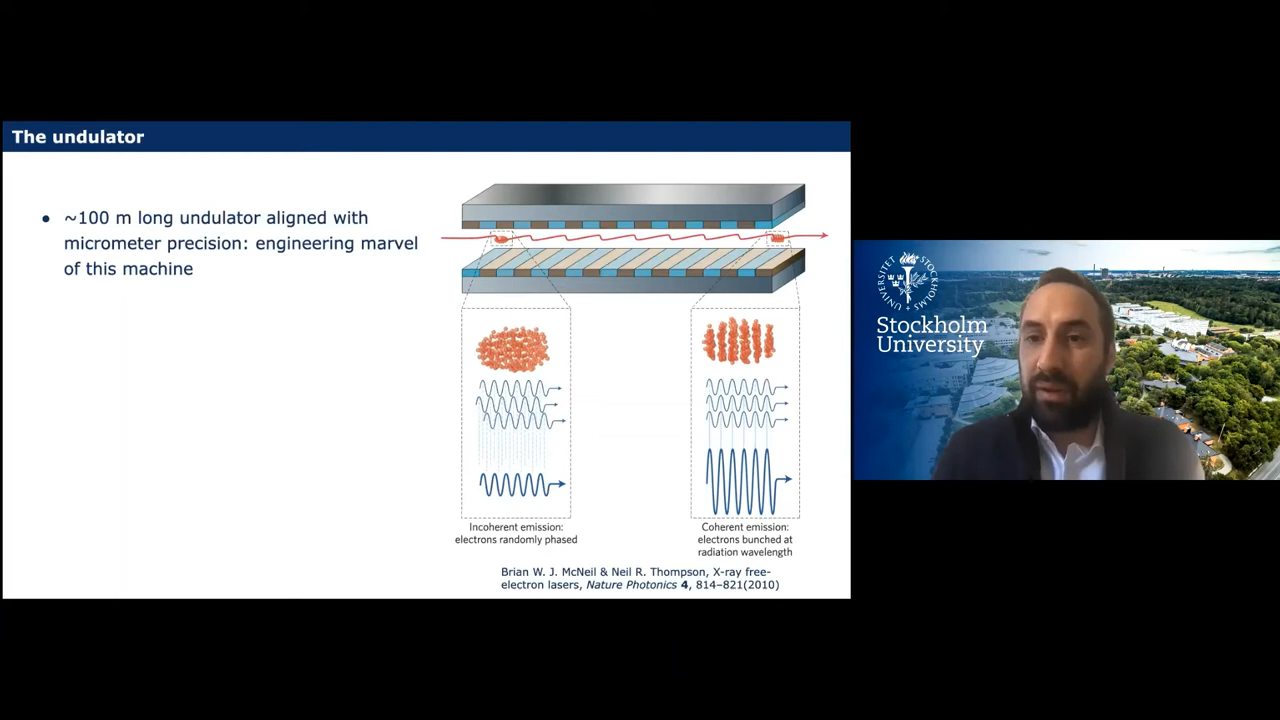 The undulator
• ~100 m long undulator aligned with
micrometer precision: engineering marvel
of this machine
Incoherent emission:
electrons randomly phased
Coherent emission:
electrons bunched at
radiation wavelength
Brian W. J. McNeil & Neil R. Thompson, X-ray free-
electron lasers, Nature Photonics 4, 814–821(2010)
STOCKHOLMS UNIVERSITET
Stockholm
University